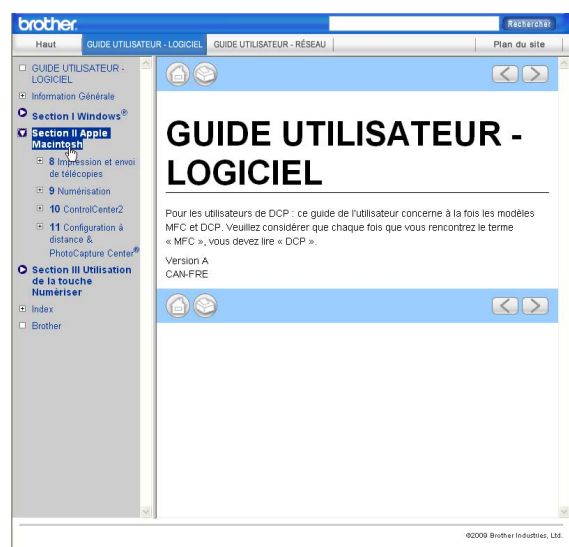 brother.
Rechercher
Haut
GUIDE UTILISATEUR - LOGICIEL
GUIDE UTILISATEUR - RÉSEAU
Plan du site
GUIDE UTILISATEUR -
LOGICIEL
Information Générale
Section I Windows®
Section II Apple
Macintosh
8 Impression et envoi
de télécopies
9 Numérisation
10 ControlCenter2
11 Configuration à
distance &
PhotoCapture Center®
Section III Utilisation
de la touche
Numériser
Index
Brother
GUIDE UTILISATEUR -
LOGICIEL
Pour les utilisateurs de DCP : ce guide de l'utilisateur concerne à la fois les modèles
MFC et DCP. Veuillez considérer que chaque fois que vous rencontrez le terme
« MFC », vous devez lire « DCP ».
Version A
CAN-FRE
©2009 Brother Industries, Ltd.